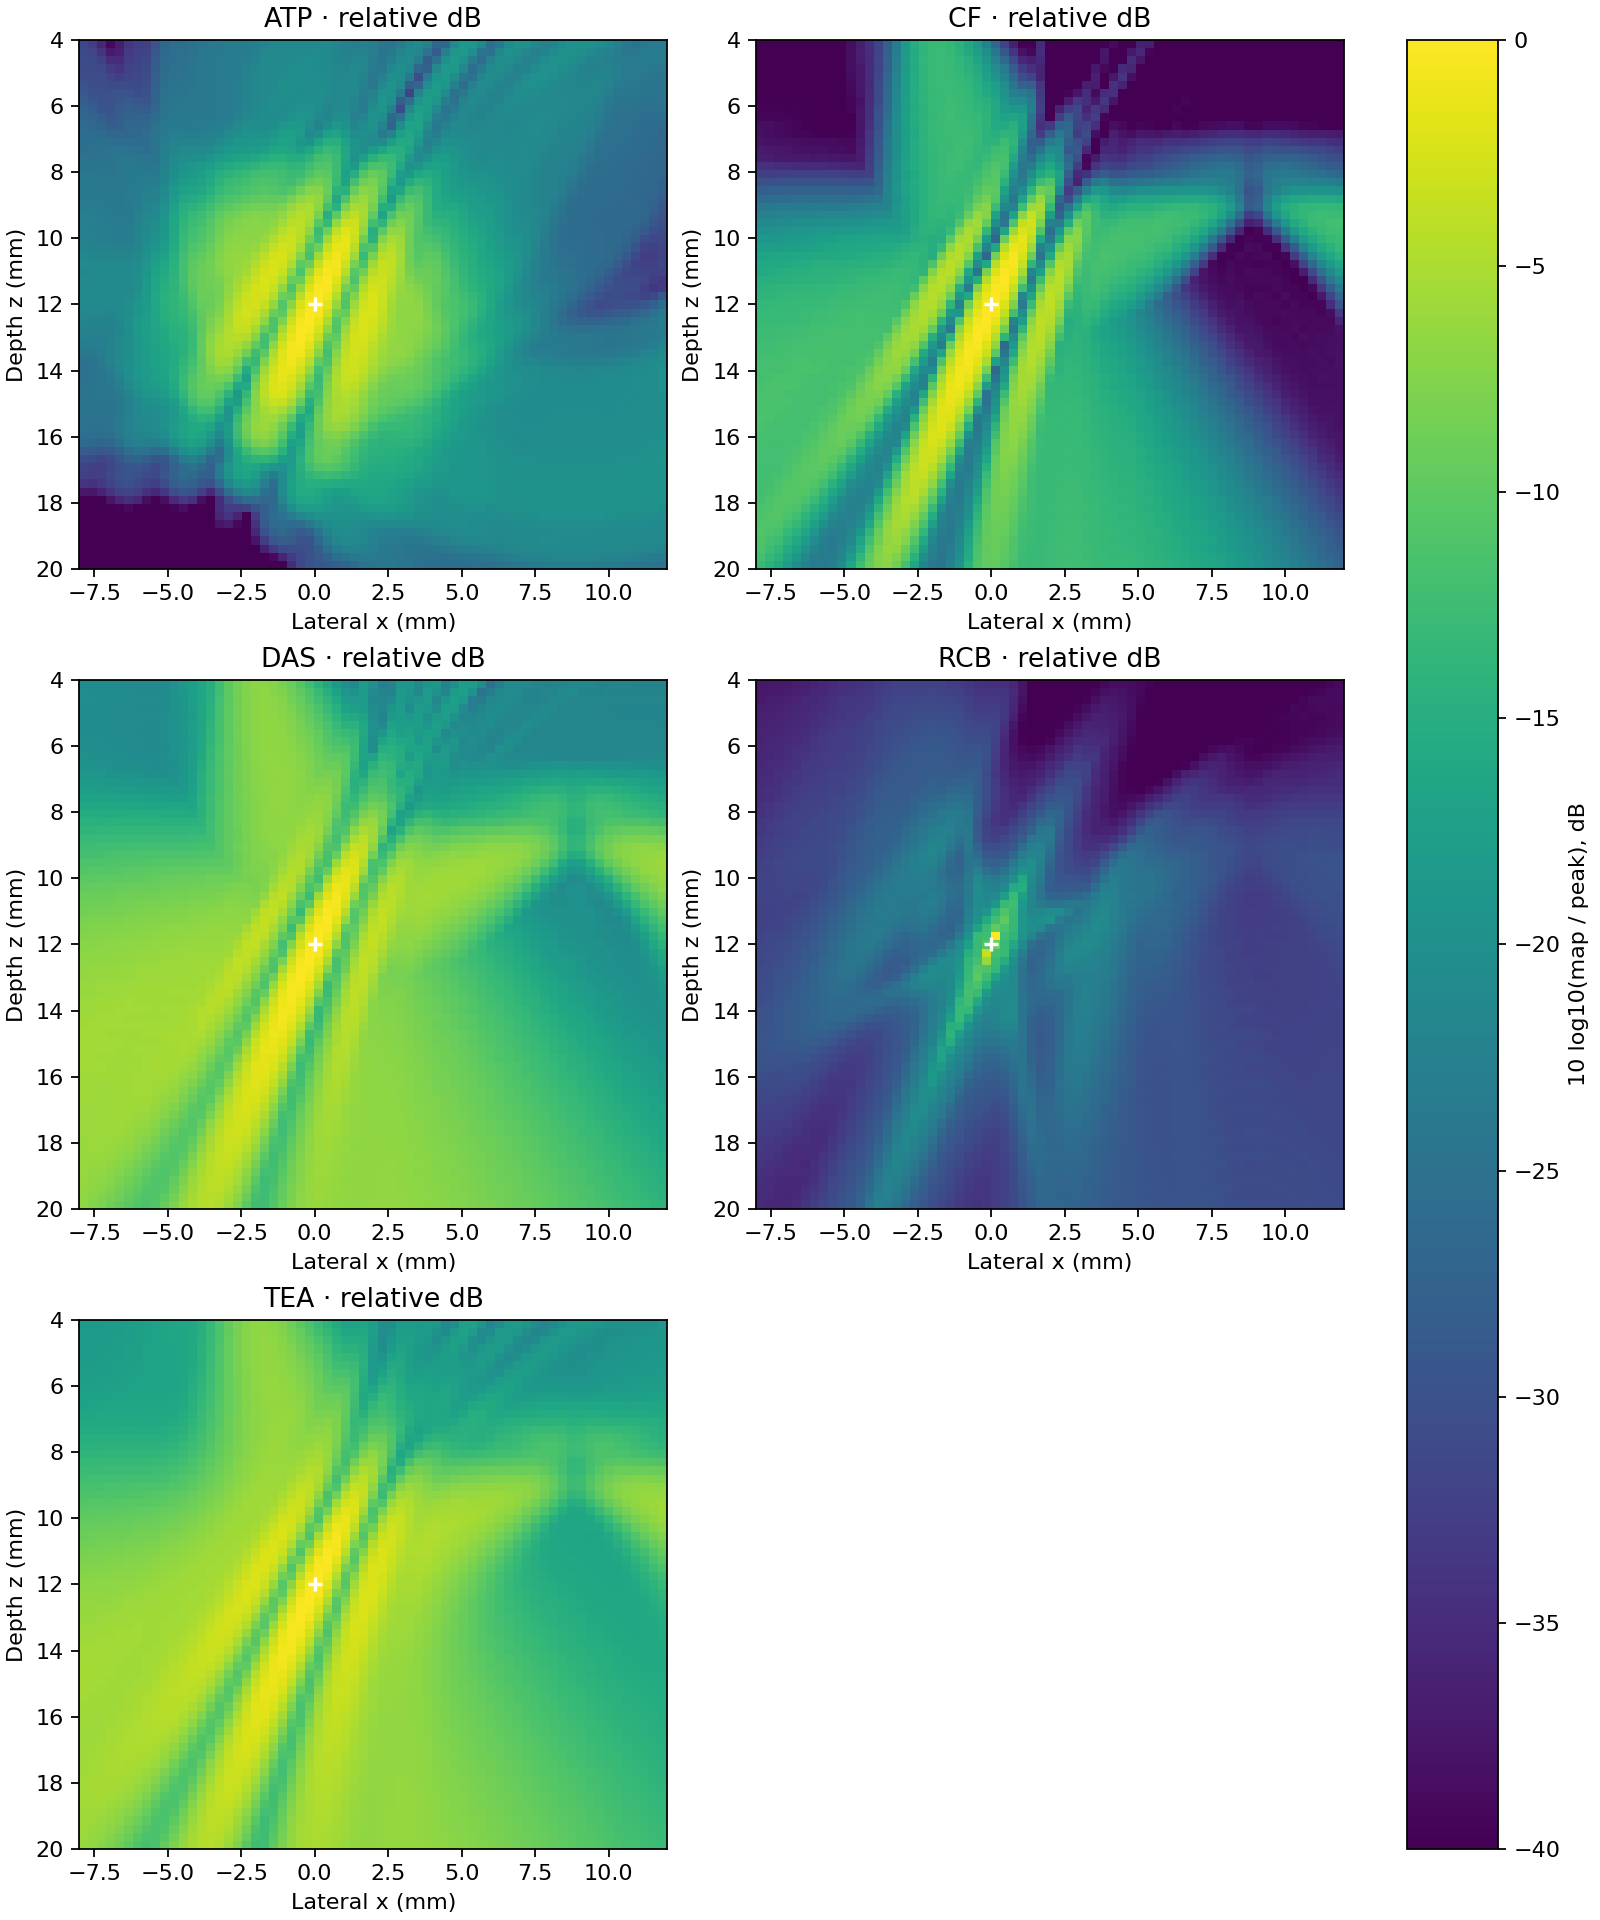 ATP · relative dB
4
6
8
10
12
14
16
18
20
−7.5 −5.0 −2.5 0.0 2.5 5.0 7.5 10.0
Depth z (mm)
Lateral x (mm)
CF · relative dB
4
6
8
10
12
14
16
18
20
−7.5 −5.0 −2.5 0.0 2.5 5.0 7.5 10.0
Depth z (mm)
Lateral x (mm)
DAS · relative dB
4
6
8
10
12
14
16
18
20
−7.5 −5.0 −2.5 0.0 2.5 5.0 7.5 10.0
Depth z (mm)
Lateral x (mm)
RCB · relative dB
4
6
8
10
12
14
16
18
20
−7.5 −5.0 −2.5 0.0 2.5 5.0 7.5 10.0
Depth z (mm)
Lateral x (mm)
TEA · relative dB
4
6
8
10
12
14
16
18
20
−7.5 −5.0 −2.5 0.0 2.5 5.0 7.5 10.0
Depth z (mm)
Lateral x (mm)
0
−5
−10
−15
−20
−25
−30
−35
−40
10 log10(map / peak), dB